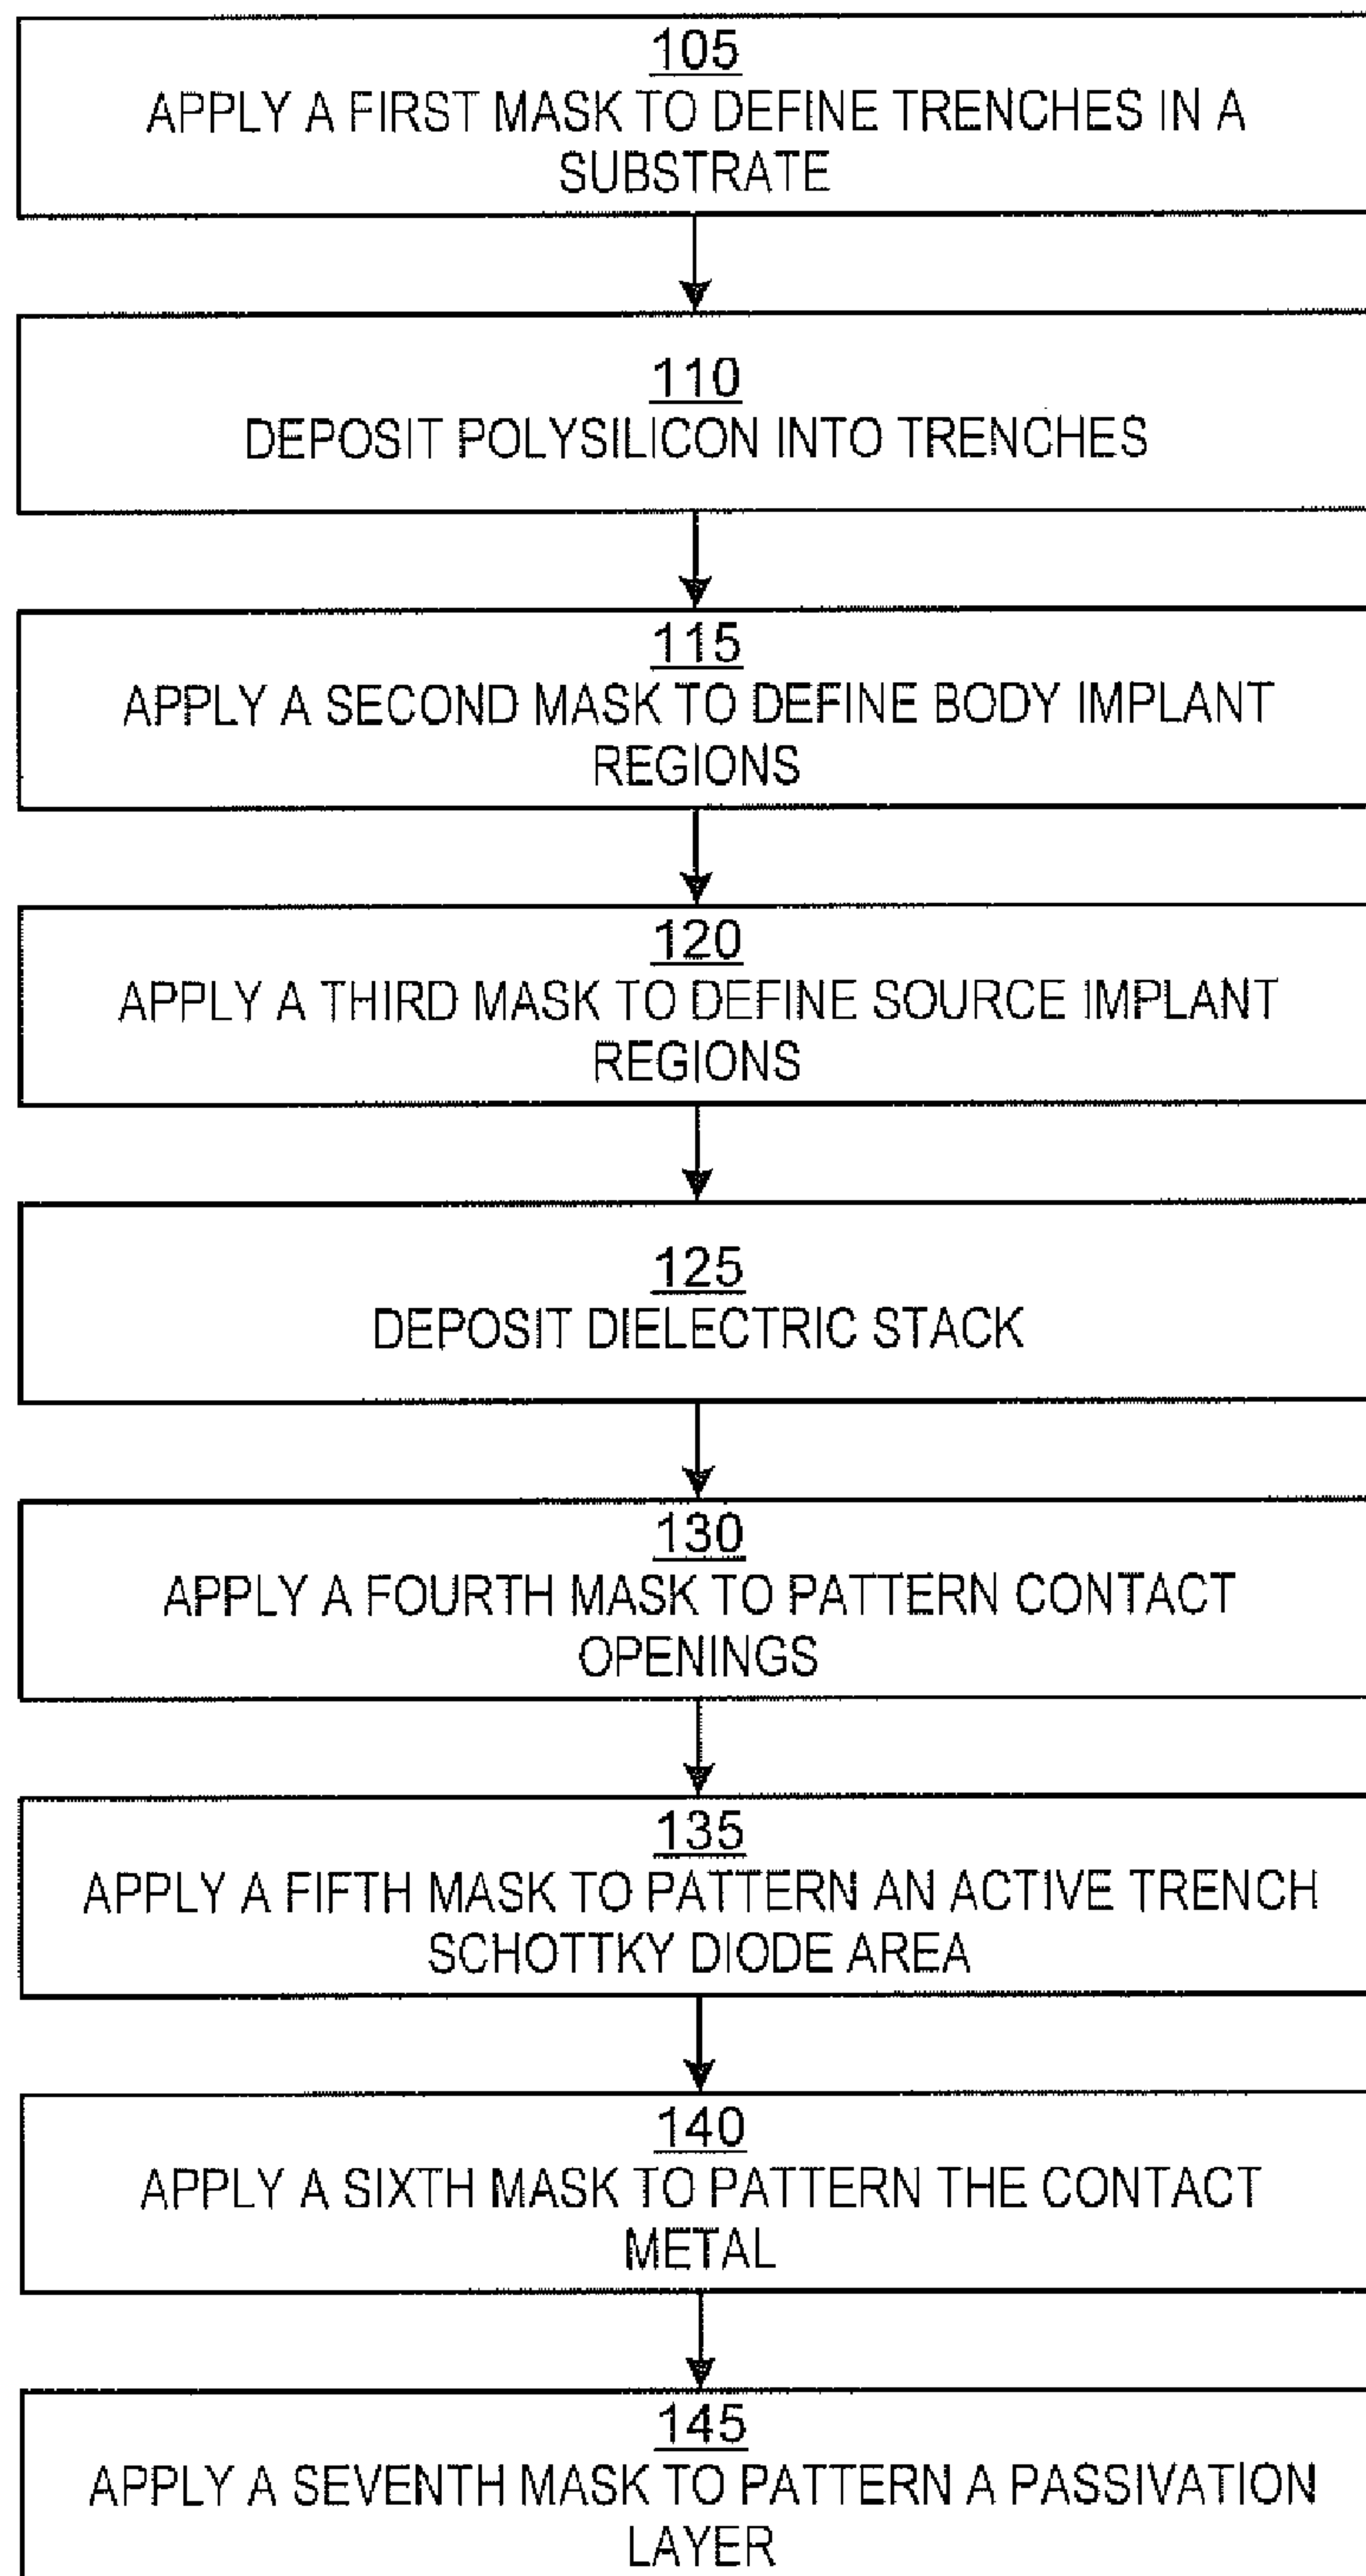 105
APPLY A FIRST MASK TO DEFINE TRENCHES IN A
SUBSTRATE
110
DEPOSIT POLYSILICON INTO TRENCHES
115
APPLY A SECOND MASK TO DEFINE BODY IMPLANT
REGIONS
120
APPLY A THIRD MASK TO DEFINE SOURCE IMPLANT
REGIONS
125
DEPOSIT DIELECTRIC STACK
130
APPLY A FOURTH MASK TO PATTERN CONTACT
OPENINGS
135
APPLY A FIFTH MASK TO PATTERN AN ACTIVE TRENCH
SCHOTTKY DIODE AREA
140
APPLY A SIXTH MASK TO PATTERN THE CONTACT
METAL
145
APPLY A SEVENTH MASK TO PATTERN A PASSIVATION
LAYER